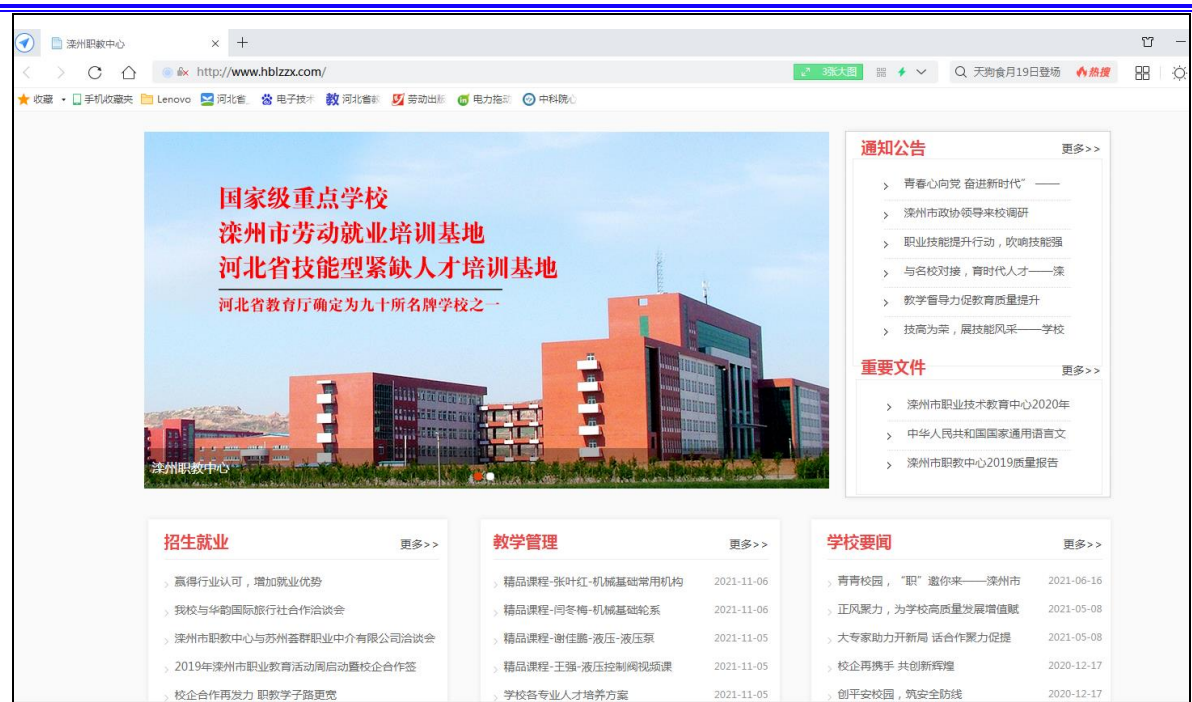 滦州职教中心
http://www.hblzzx.com/
3张大图
天狗食月19日登场
热搜
收藏
手机收藏夹
Lenovo
河北省
电子技术
河北省教
劳动出版
电力拖动
中科院
国家级重点学校
滦州市劳动就业培训基地
河北省技能型紧缺人才培训基地
河北省教育厅确定为九十所名牌学校之一
滦州职教中心
通知公告
更多>>
青春心向党 奋进新时代” ——
滦州市政协领导来校调研
职业技能提升行动，吹响技能强
与名校对接，育时代人才——滦
教学督导力促教育质量提升
技高为荣，展技能风采——学校
重要文件
更多>>
滦州市职业技术教育中心2020年
中华人民共和国国家通用语言文
滦州市职教中心2019质量报告
招生就业
更多>>
赢得行业认可，增加就业优势
我校与华韵国际旅行社合作洽谈会
滦州市职教中心与苏州荟群职业中介有限公司洽谈会
2019年滦州市职业教育活动周启动暨校企合作签
校企合作再发力 职教学子路更宽
教学管理
更多>>
精品课程-张叶红-机械基础常用机构 2021-11-06
精品课程-闫冬梅-机械基础轮系 2021-11-06
精品课程-谢佳鹏-液压-液压泵 2021-11-05
精品课程-王强-液压控制阀视频课 2021-11-05
学校各专业人才培养方案 2021-11-05
学校要闻
更多>>
青青校园，“职”邀你来——滦州市 2021-06-16
正风聚力，为学校高质量发展增值赋 2021-05-08
大专家助力开新局 话合作聚力促提 2021-05-08
校企再携手 共创新辉煌 2020-12-17
创平安校园，筑安全防线 2020-12-17